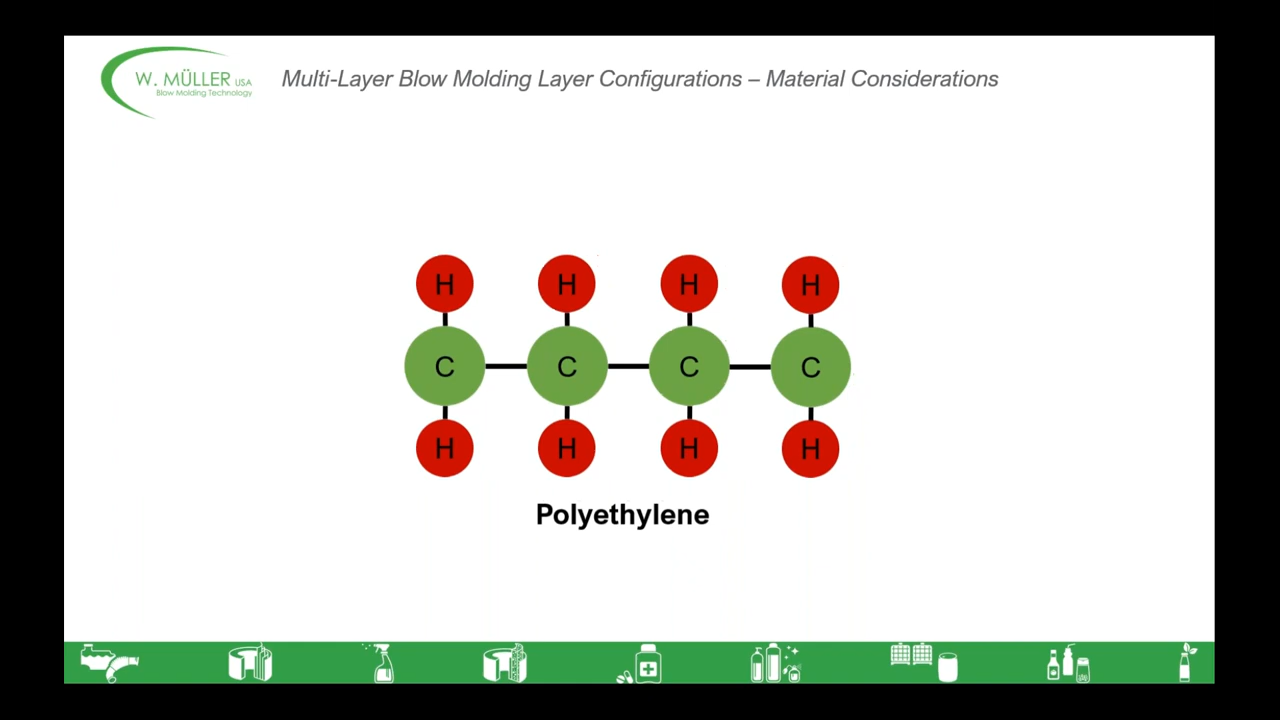 W. MÜLLER USA
Blow Molding Technology
Multi-Layer Blow Molding Layer Configurations – Material Considerations
H H H H
C C C C
H H H H
Polyethylene